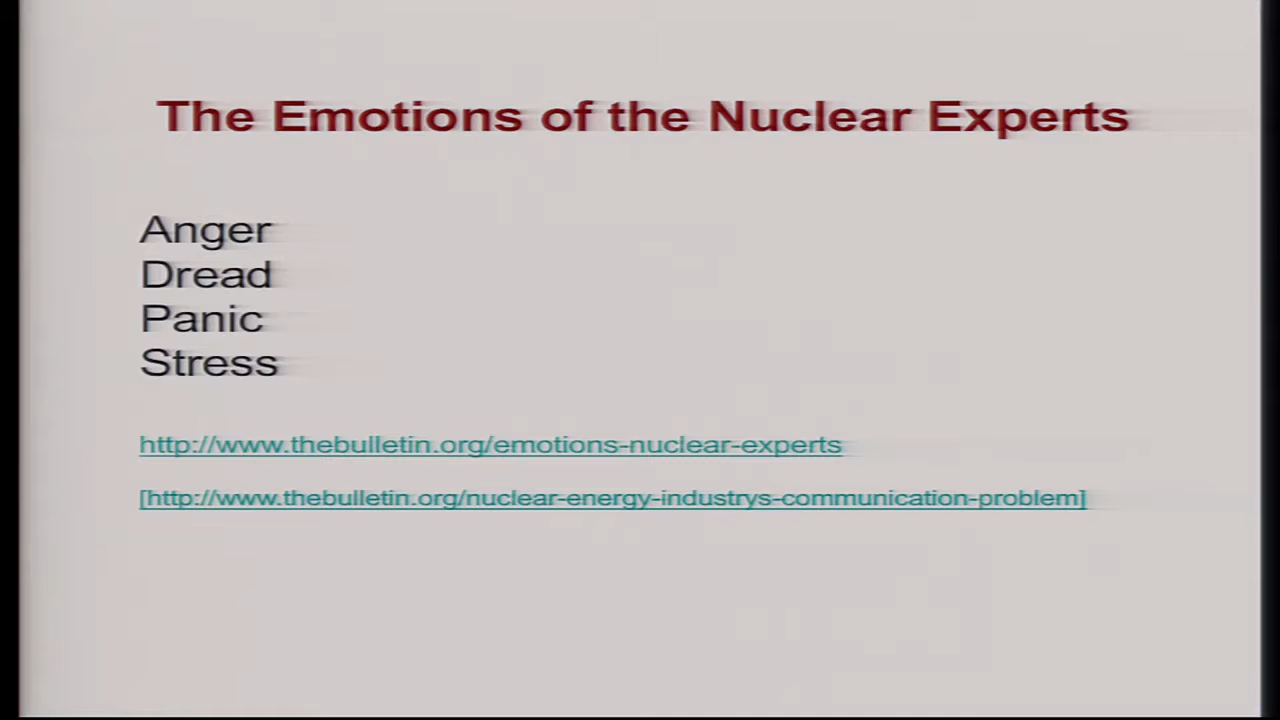 The Emotions of the Nuclear Experts
Anger
Dread
Panic
Stress
http://www.thebulletin.org/emotions-nuclear-experts
[http://www.thebulletin.org/nuclear-energy-industrys-communication-problem]